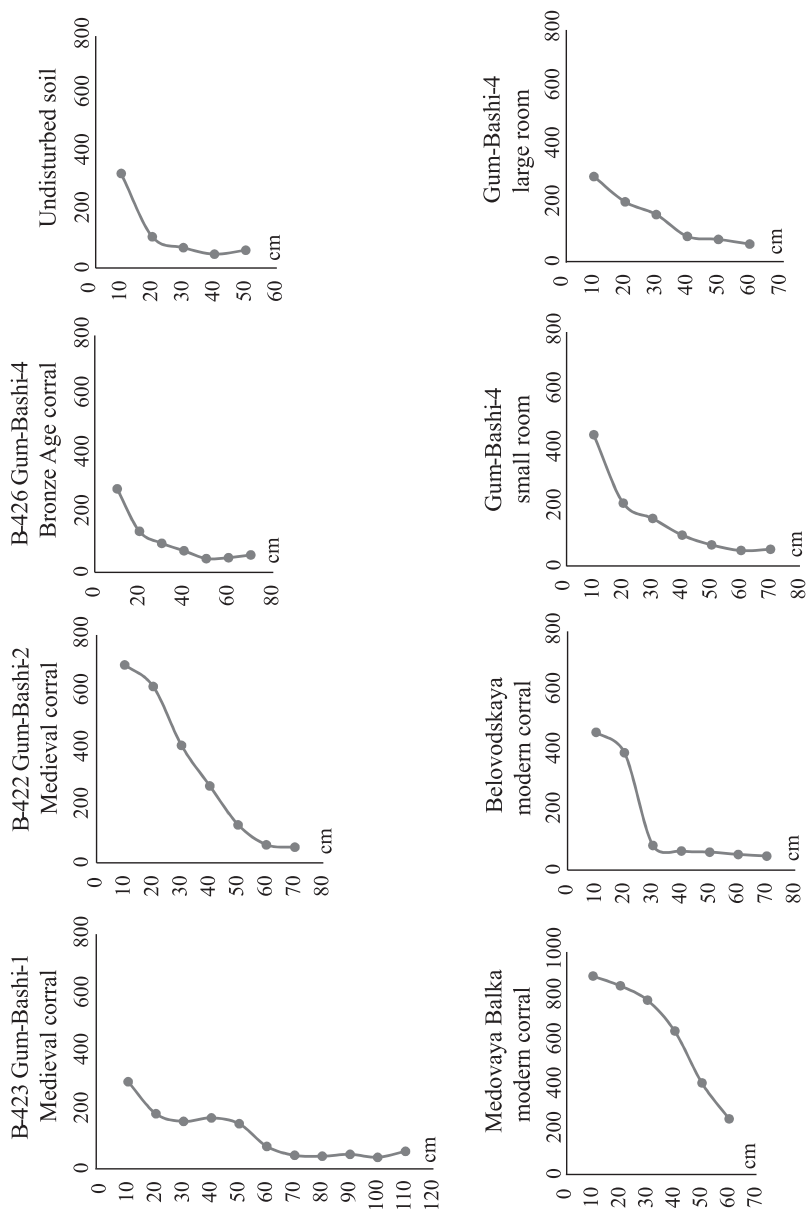 B-423 Gum-Bashi-1
Medieval corral
0 200 400 600 800
0
10
20
30
40
50
60
70
80
90
100
110
120
cm
B-422 Gum-Bashi-2
Medieval corral
0 200 400 600 800
0
10
20
30
40
50
60
70
80
cm
B-426 Gum-Bashi-4
Bronze Age corral
0 200 400 600 800
0
20
40
60
80
cm
Undisturbed soil
0 200 400 600 800
0
10
20
30
40
50
60
cm
Medovaya Balka
modern corral
0 200 400 600 800 1000
0
10
20
30
40
50
60
70
cm
Belovodskaya
modern corral
0 200 400 600 800
0
10
20
30
40
50
60
70
80
cm
Gum-Bashi-4
small room
0 200 400 600 800
0
10
20
30
40
50
60
70
80
cm
Gum-Bashi-4
large room
0 200 400 600 800
0
10
20
30
40
50
60
70
cm